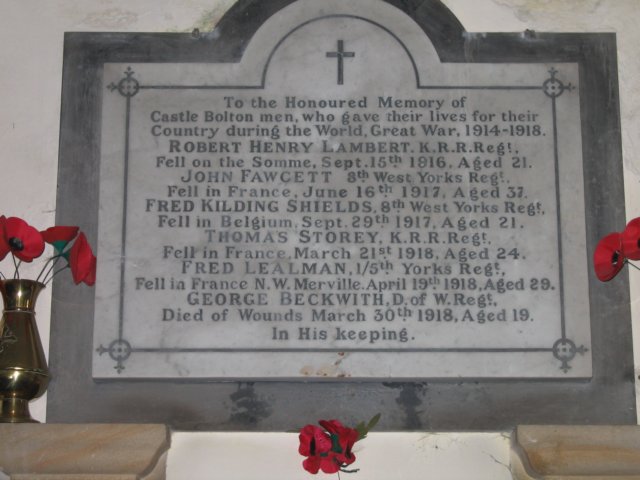 To the Honoured Memory of
Castle Bolton men, who gave their lives for their
Country during the World, Great War, 1914-1918.
ROBERT HENRY LAMBERT. K.R.R.Regt,
Fell on the Somme, Sept. 15th 1916, Aged 21.
JOHN FAWCETT 8th West Yorks Regt,
Fell in France, June 16th 1917, Aged 37.
FRED KILDING SHIELDS, 8th West Yorks Regt,
Fell in Belgium, Sept. 29th 1917, Aged 21.
THOMAS STOREY, K.R.R.Regt,
Fell in France, March 21st 1918, Aged 24.
FRED LEALMAN, 1/5th Yorks Regt,
Fell in France N.W. Merville. April 19th 1918, Aged 29.
GEORGE BECKWITH, D. of W. Regt,
Died of Wounds March 30th 1918, Aged 19.
In His keeping.